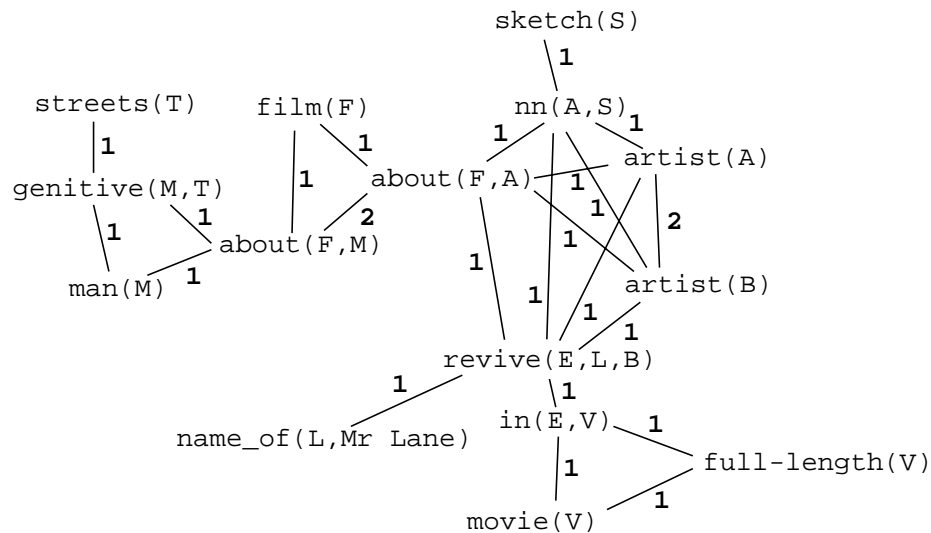 sketch(S)
1
streets(T)
film(F)
nn(A,S)
1
1
1
1
artist(A)
genitive(M,T)
1
about(F,A)
1
1
2
1
2
1
1
about(F,M)
1
man(M)
1
1
artist(B)
1
1
1
revive(E,L,B)
1
1
in(E,V)
1
name_of(L,Mr Lane)
1
full-length(V)
1
movie(V)